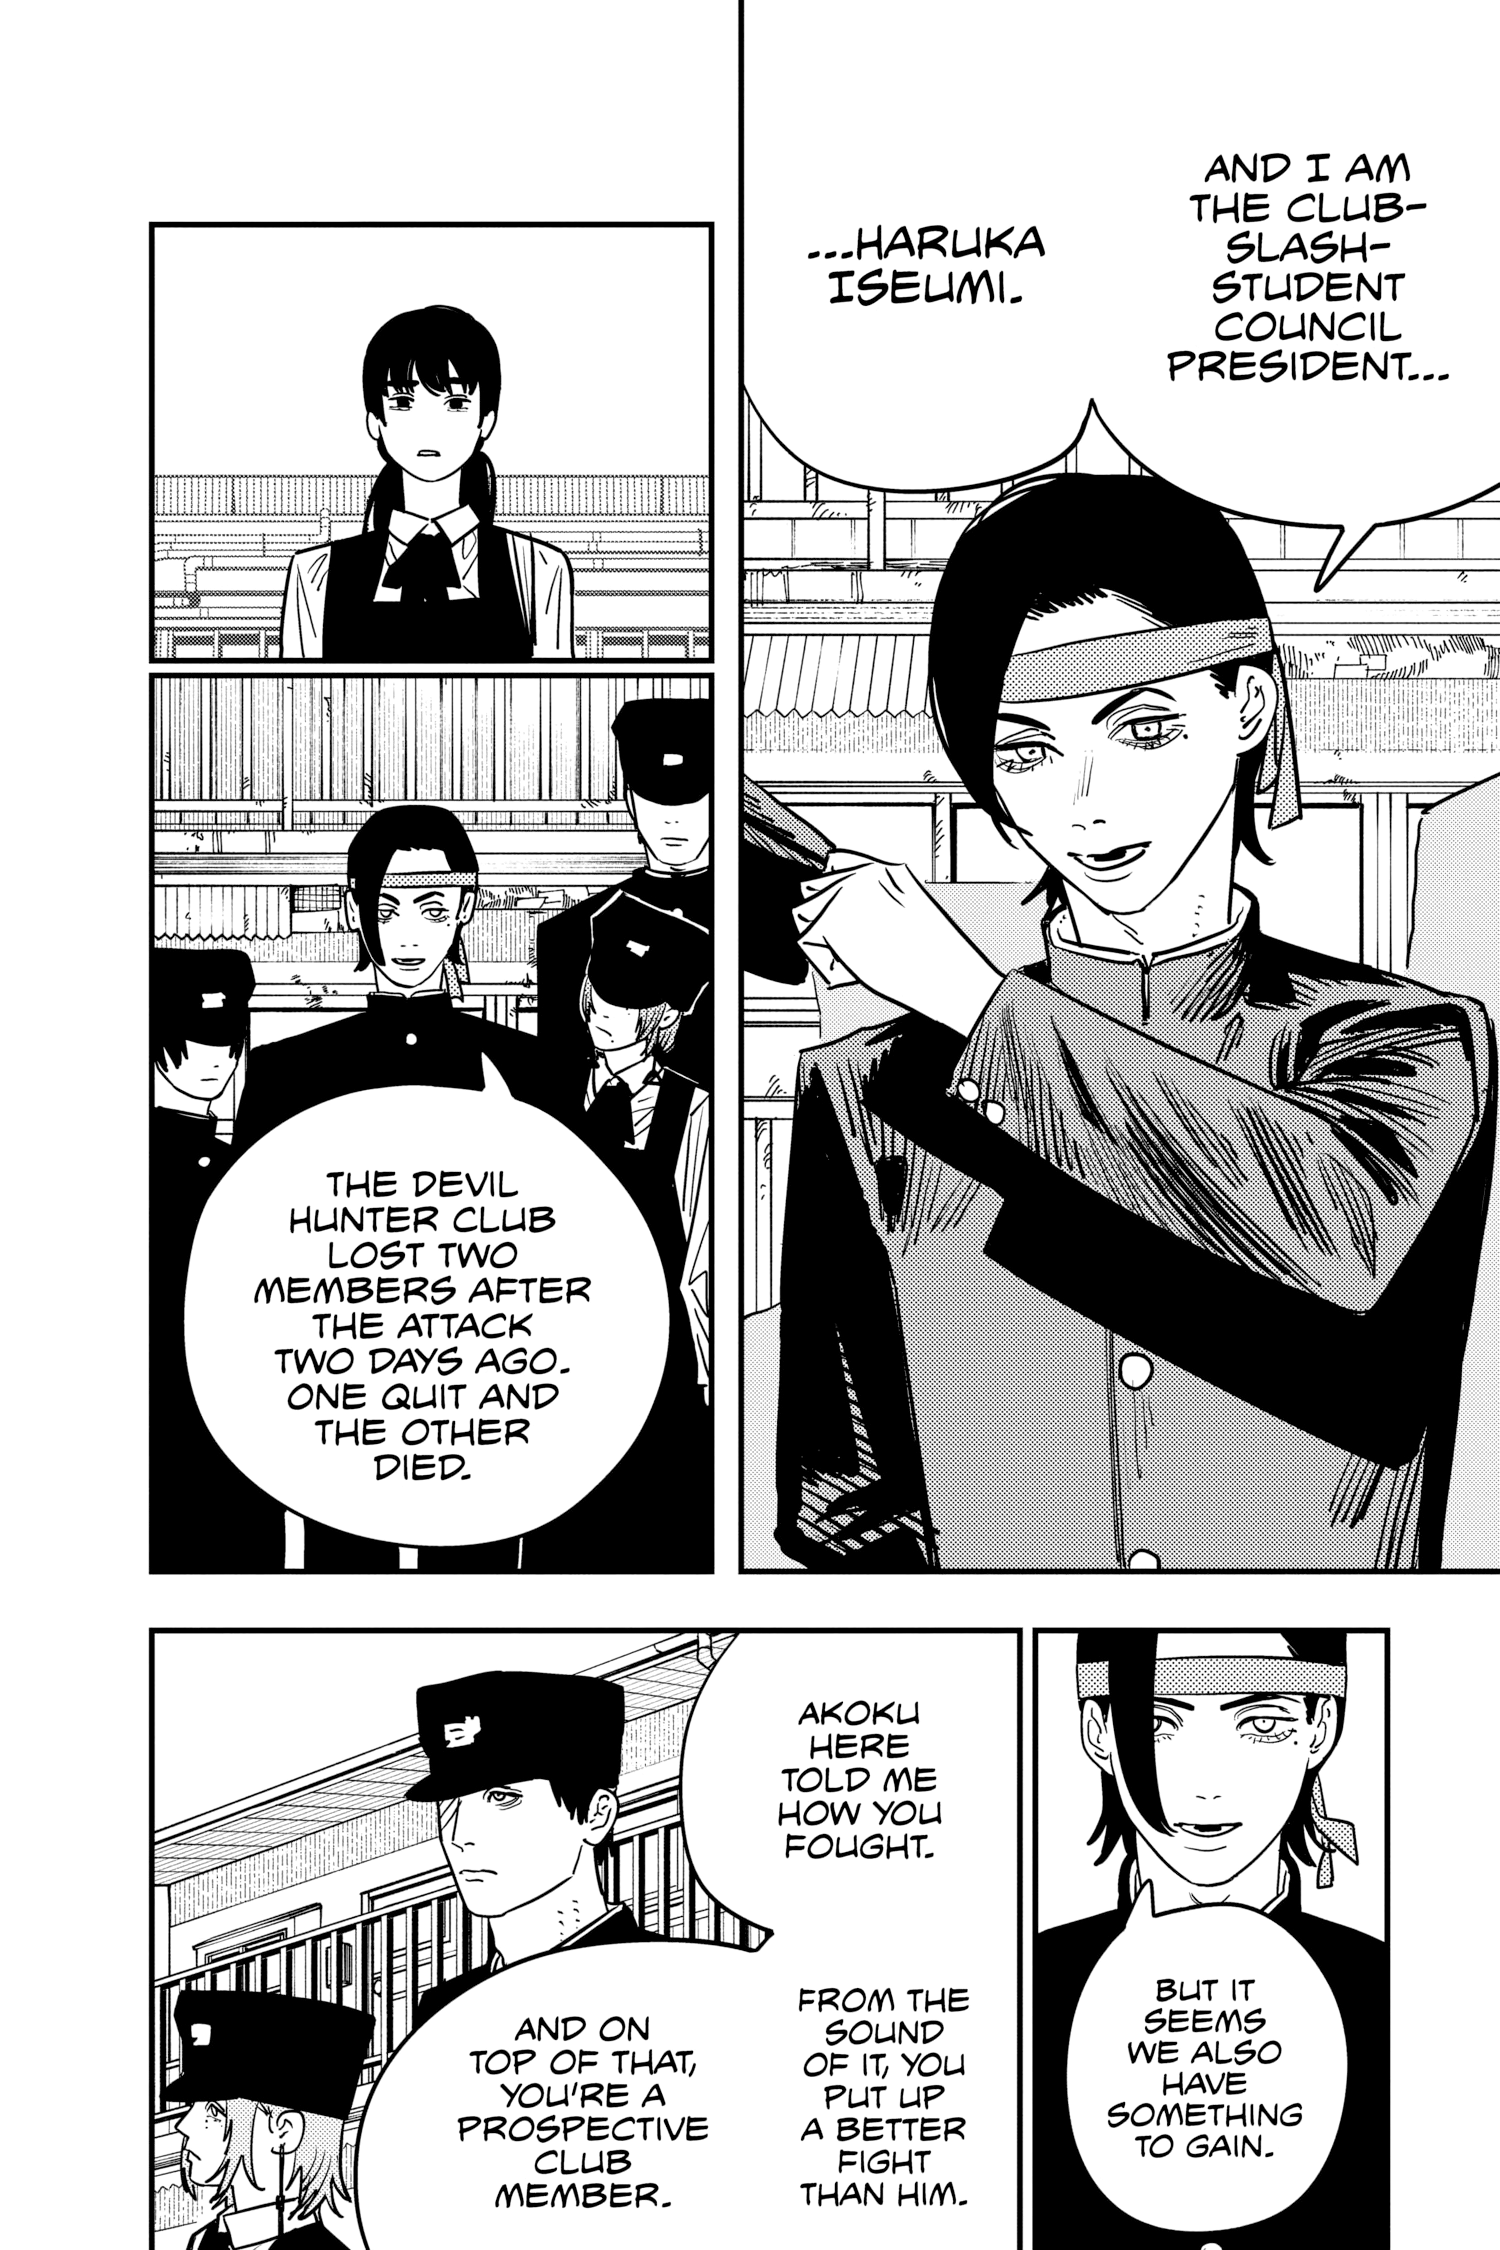 AND I AM
THE CLUB-
SLASH-
STUDENT
COUNCIL
PRESIDENT...
...HARUKA
ISEUMI.
THE DEVIL
HUNTER CLUB
LOST TWO
MEMBERS AFTER
THE ATTACK
TWO DAYS AGO.
ONE QUIT AND
THE OTHER
DIED.
BUT IT
SEEMS
WE ALSO
HAVE
SOMETHING
TO GAIN.
AKOKU
HERE
TOLD ME
HOW YOU
FOUGHT.
FROM THE
SOUND
OF IT, YOU
PUT UP
A BETTER
FIGHT
THAN HIM.
AND ON
TOP OF THAT,
YOU'RE A
PROSPECTIVE
CLUB
MEMBER.